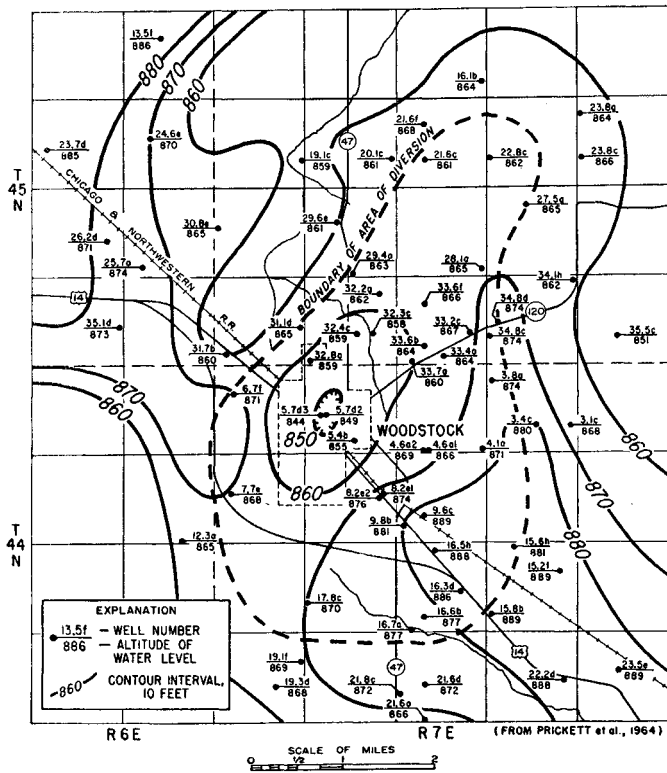 13.5f
886
880
870
860
16.1b
864
23.8a
864
21.6f
868
24.6e
870
47
23.7d
885
19.1c
859
20.1c
861
21.6c
861
22.8c
862
23.8c
866
T
45
N
CHICAGO & NORTHWESTERN R.R.
BOUNDARY OF AREA OF DIVERSION
27.5a
865
30.8e
865
29.6e
861
26.2d
871
25.7a
874
29.4a
863
28.1a
865
34.1h
862
14
32.2a
862
33.6f
866
34.8d
874
120
35.1d
873
31.1d
865
32.3c
858
32.4c
859
33.2c
867
34.8c
874
35.5c
851
31.7b
860
32.8a
859
33.6b
864
33.4a
864
33.7a
860
3.8a
874
870
860
6.7f
871
5.7d3
844
5.7d2
849
WOODSTOCK
3.4c
880
3.1c
868
850
5.4b
855
4.6a2
869
4.6a1
866
4.1a
871
860
860
7.7e
868
8.2e2
876
8.2e1
874
870
9.6c
889
9.8b
881
880
T
44
N
12.3a
865
16.5h
888
15.6h
881
15.2f
889
16.3d
886
17.8c
870
16.6b
877
15.8b
889
16.7a
877
EXPLANATION
13.5f – WELL NUMBER
886 – ALTITUDE OF
WATER LEVEL
860 CONTOUR INTERVAL,
10 FEET
19.1f
869
14
47
23.5e
889
19.3d
868
21.8c
872
21.6d
872
22.2d
888
21.6a
866
R6E
R7E
(FROM PRICKETT et al., 1964)
SCALE OF MILES
0 1/2 1 2